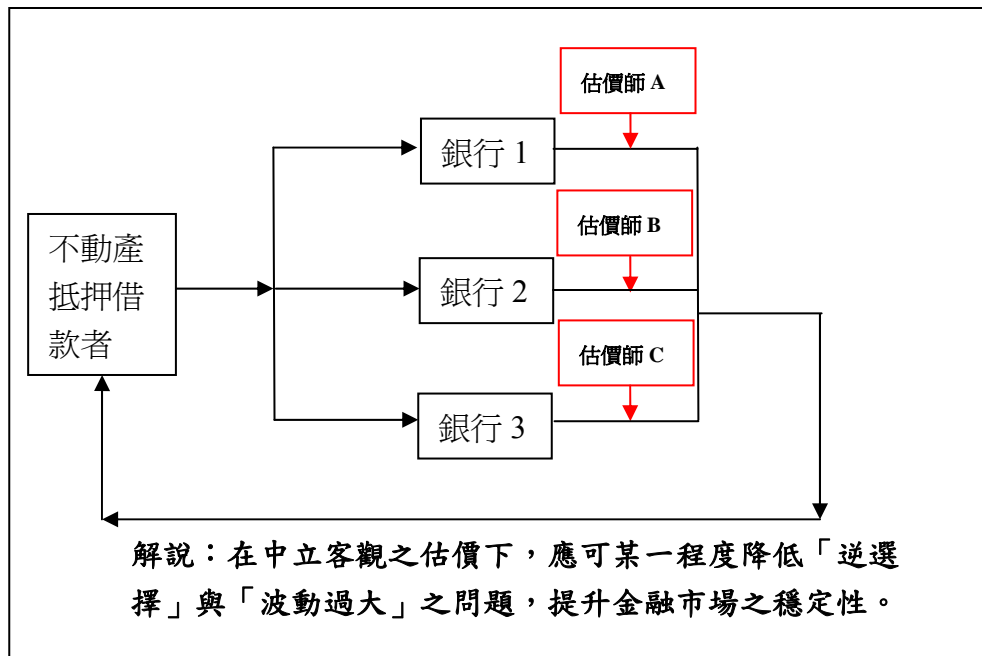 估價師 A
銀行 1
估價師 B
不動產
抵押借
款者
銀行 2
估價師 C
銀行 3
解說：在中立客觀之估價下，應可某一程度降低「逆選
擇」與「波動過大」之問題，提升金融市場之穩定性。